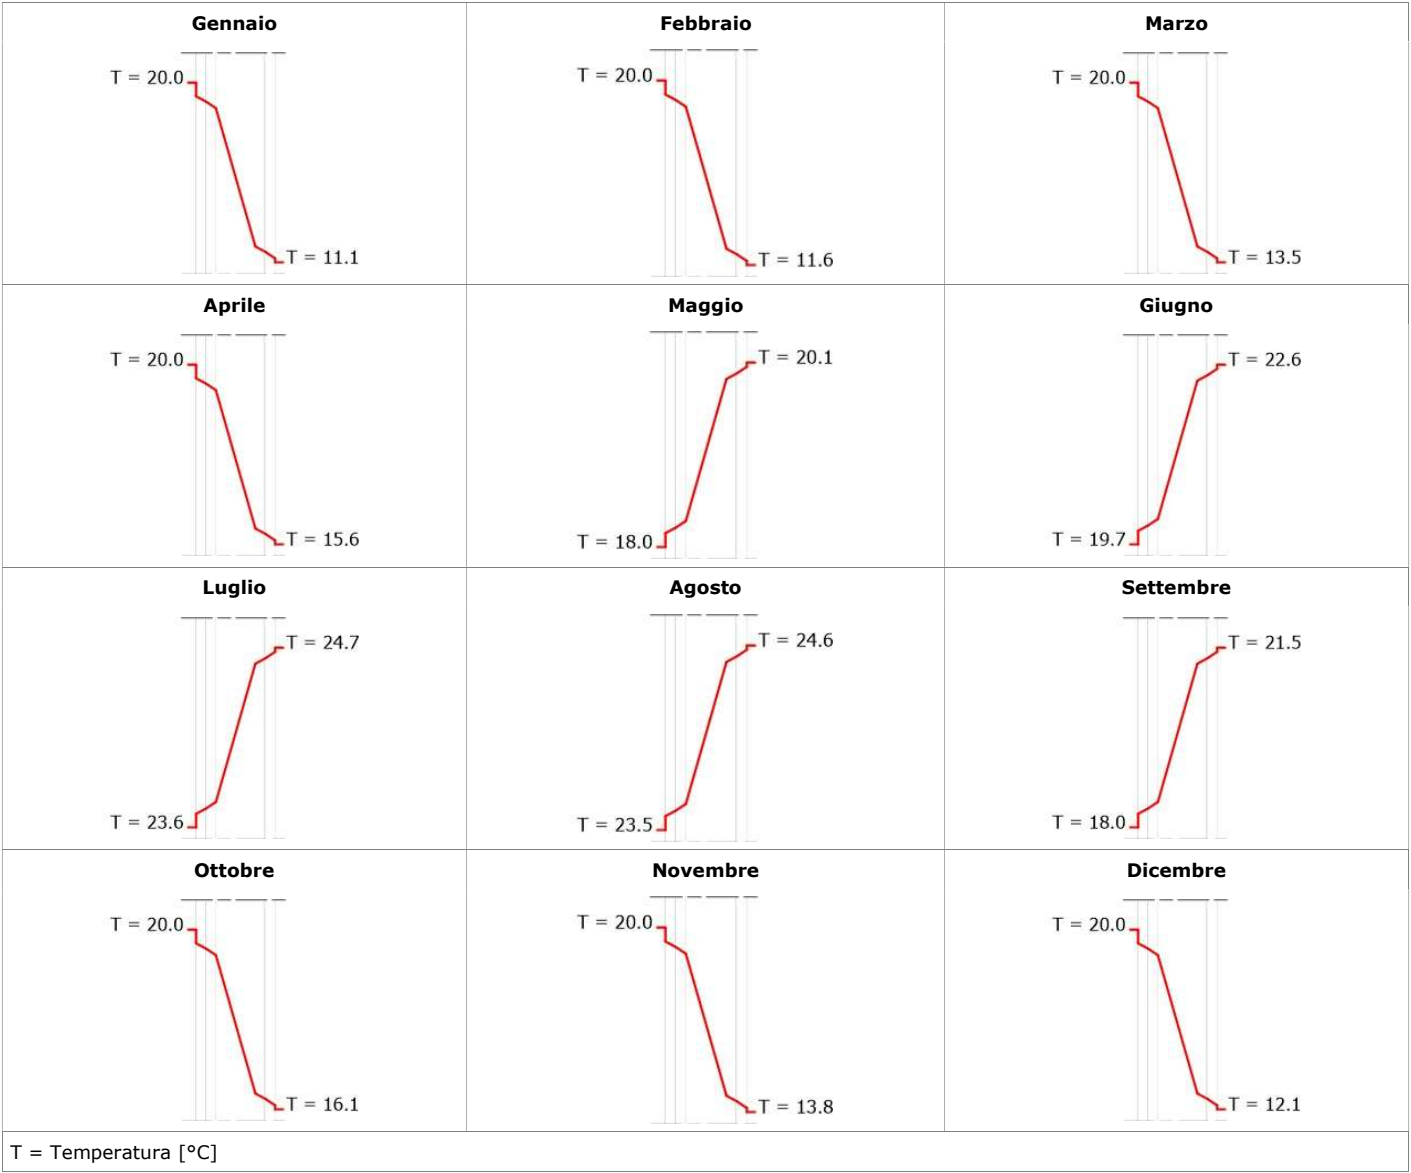 Gennaio
T = 20.0
T = 11.1
Febbraio
T = 20.0
T = 11.6
Marzo
T = 20.0
T = 13.5
Aprile
T = 20.0
T = 15.6
Maggio
T = 20.1
T = 18.0
Giugno
T = 22.6
T = 19.7
Luglio
T = 24.7
T = 23.6
Agosto
T = 24.6
T = 23.5
Settembre
T = 21.5
T = 18.0
Ottobre
T = 20.0
T = 16.1
Novembre
T = 20.0
T = 13.8
Dicembre
T = 20.0
T = 12.1
T = Temperatura [°C]